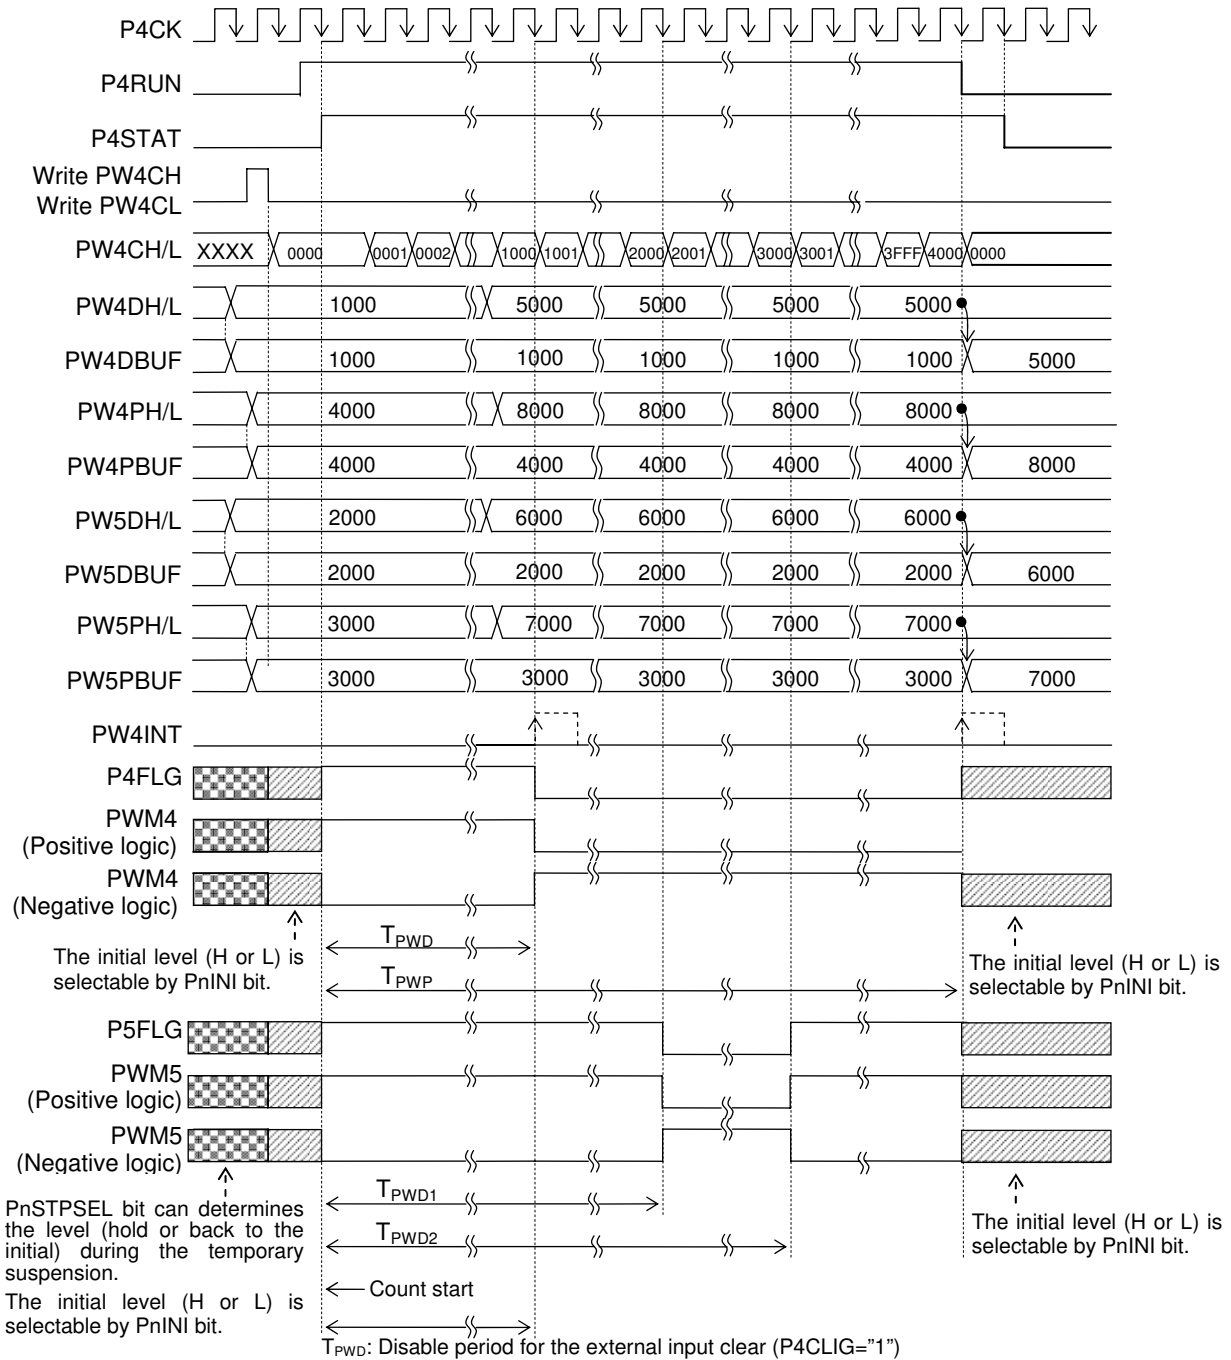 P4CK
P4RUN
P4STAT
Write PW4CH
Write PW4CL
PW4CH/L XXXX 0000 0001 0002 1000 1001 2000 2001 3000 3001 3FFF 4000 0000
PW4DH/L 1000 5000 5000 5000 5000
PW4DBUF 1000 1000 1000 1000 1000 5000
PW4PH/L 4000 8000 8000 8000 8000
PW4PBUF 4000 4000 4000 4000 4000 8000
PW5DH/L 2000 6000 6000 6000 6000
PW5DBUF 2000 2000 2000 2000 2000 6000
PW5PH/L 3000 7000 7000 7000 7000
PW5PBUF 3000 3000 3000 3000 3000 7000
PW4INT
P4FLG
PWM4
(Positive logic)
PWM4
(Negative logic)
The initial level (H or L) is
selectable by PnINI bit.
TPWD
TPWP
The initial level (H or L) is
selectable by PnINI bit.
P5FLG
PWM5
(Positive logic)
PWM5
(Negative logic)
PnSTPSEL bit can determines
the level (hold or back to the
initial) during the temporary
suspension.
The initial level (H or L) is
selectable by PnINI bit.
TPWD1
TPWD2
The initial level (H or L) is
selectable by PnINI bit.
Count start
TPWD: Disable period for the external input clear (P4CLIG="1")